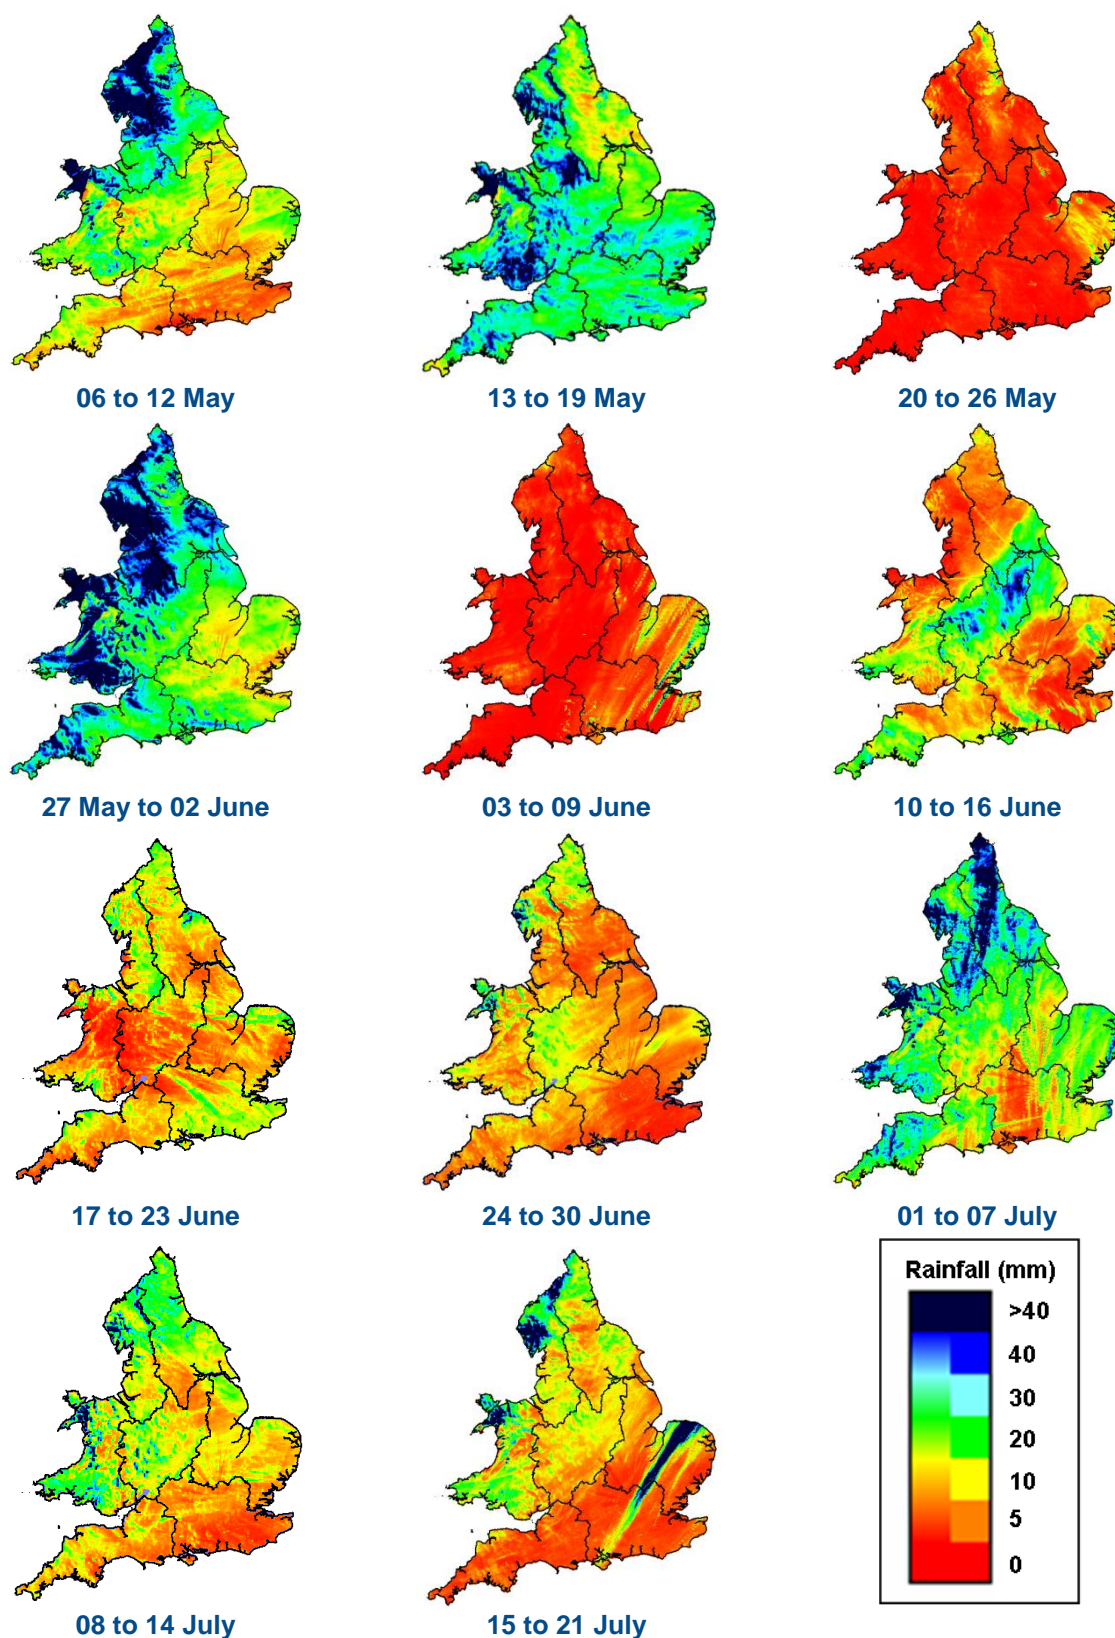 06 to 12 May
13 to 19 May
20 to 26 May
27 May to 02 June
03 to 09 June
10 to 16 June
17 to 23 June
24 to 30 June
01 to 07 July
08 to 14 July
15 to 21 July
Rainfall (mm)
>40
40
30
20
10
5
0